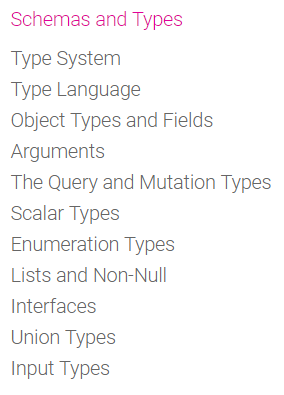 Schemas and Types
Type System
Type Language
Object Types and Fields
Arguments
The Query and Mutation Types
Scalar Types
Enumeration Types
Lists and Non-Null
Interfaces
Union Types
Input Types